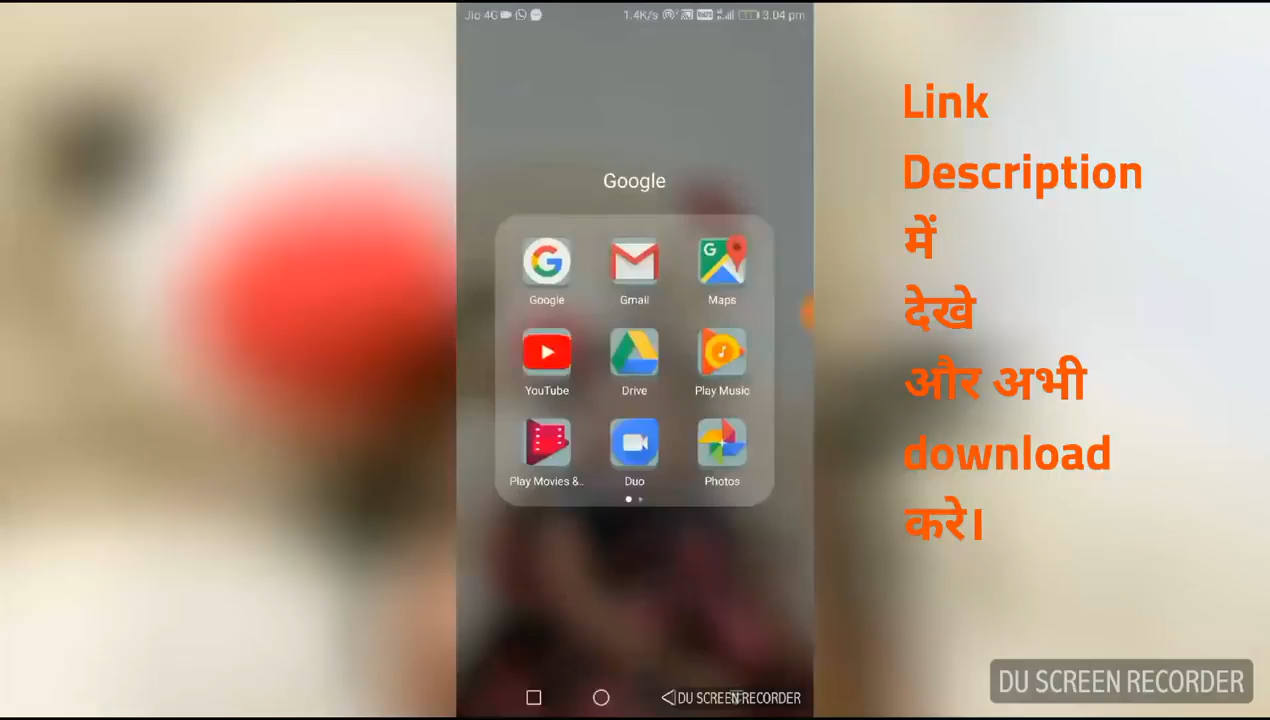 Jio 4G
1.4K/s
3.04 pm
Google
Google
Gmail
Maps
YouTube
Drive
Play Music
Play Movies &..
Duo
Photos
DU SCREEN RECORDER
Link
Description
में
देखे
और अभी
download
करे।
DU SCREEN RECORDER